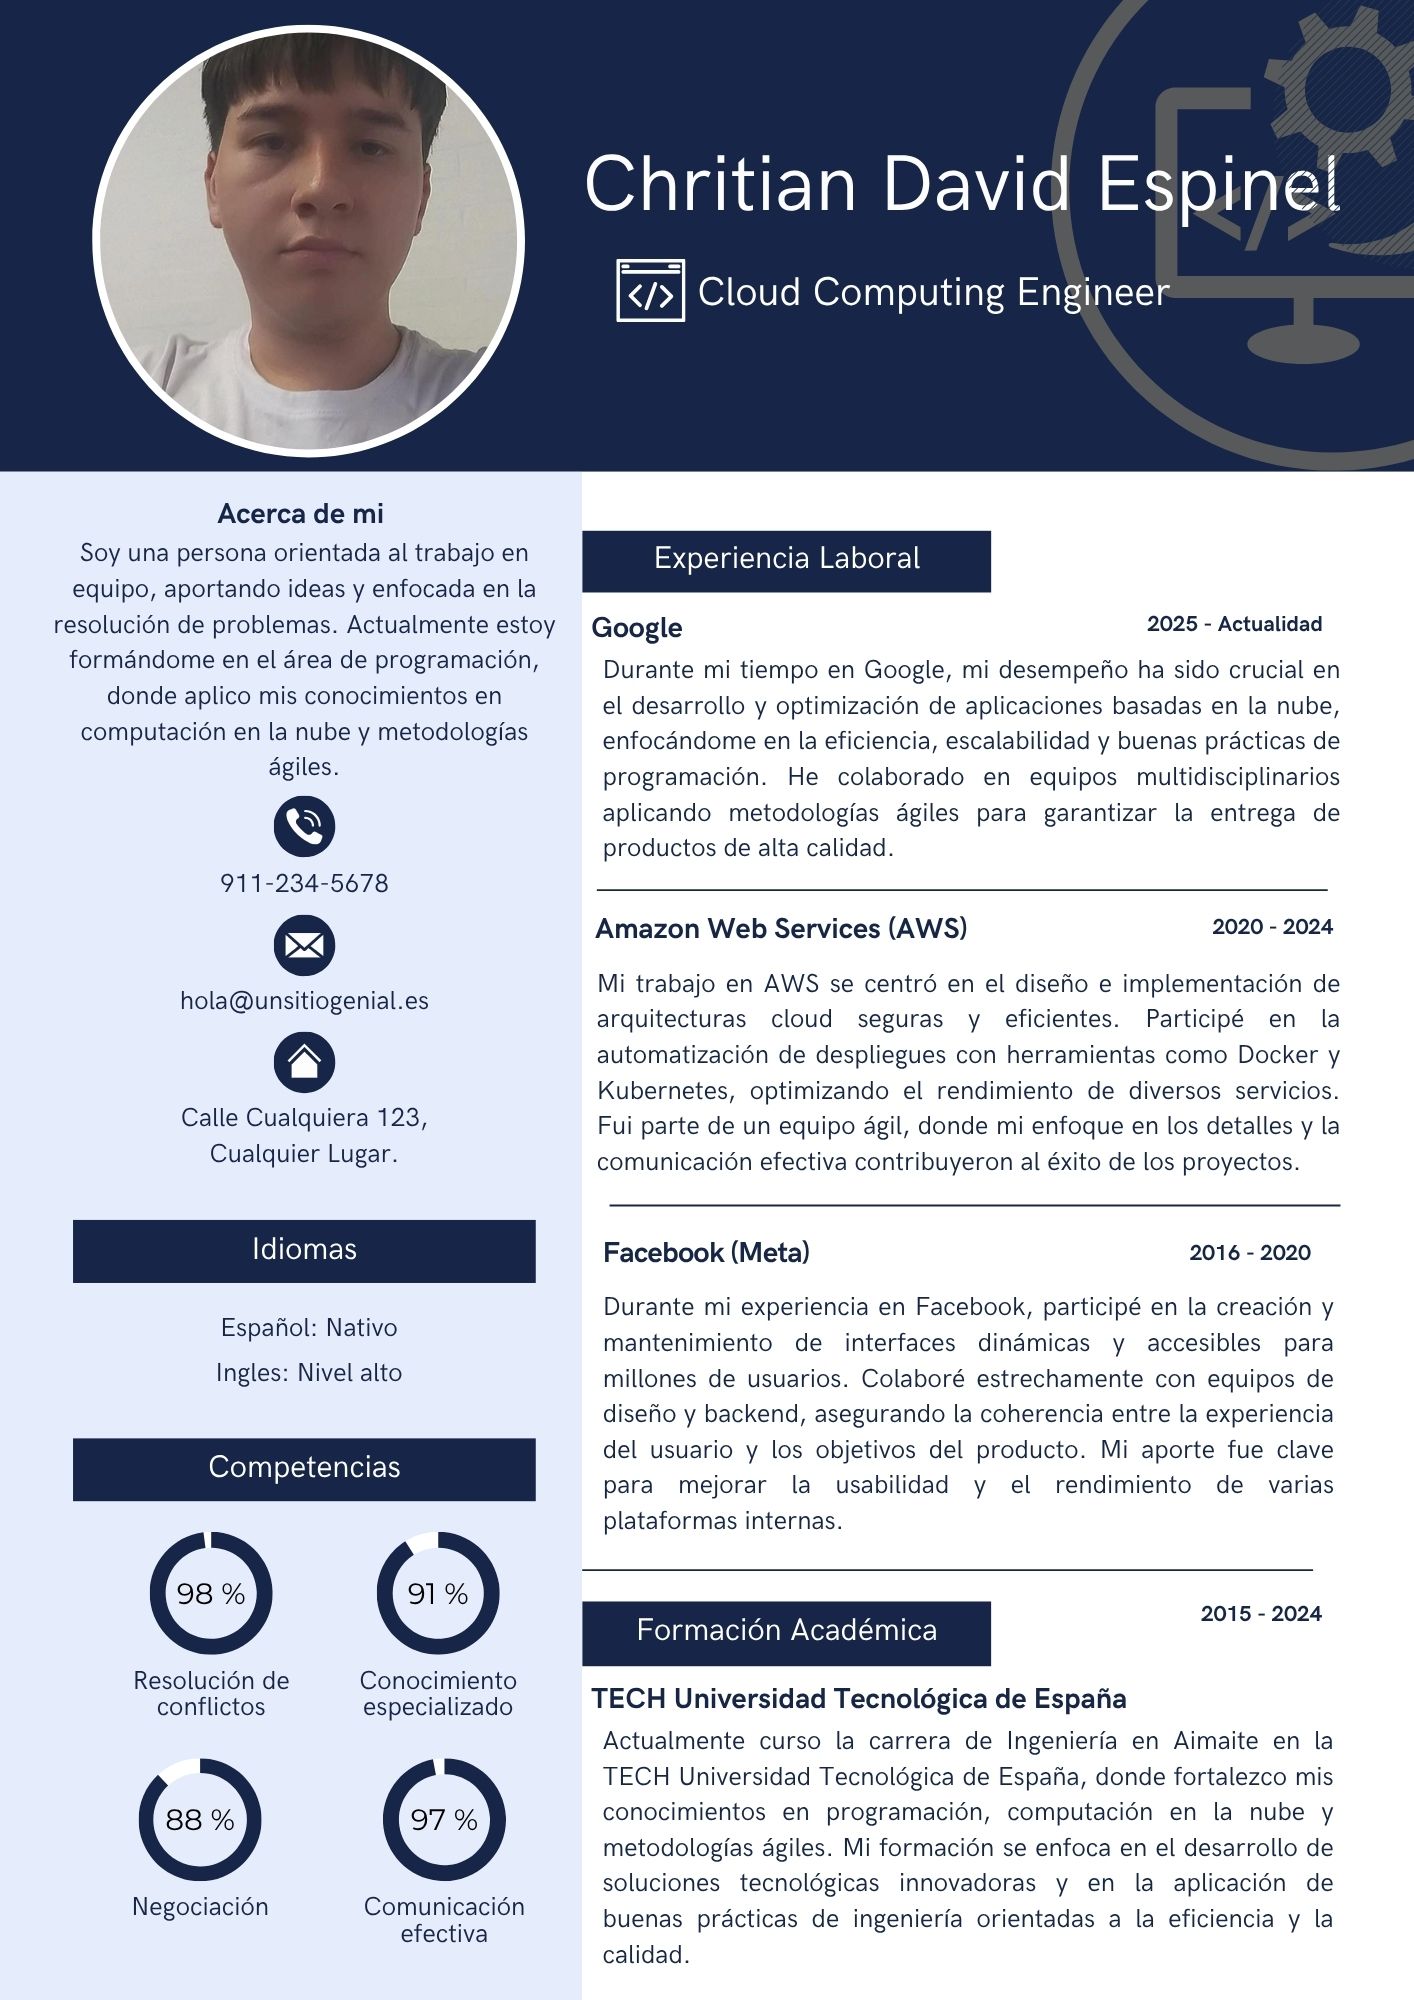 Chritian David Espinel
</> Cloud Computing Engineer
Acerca de mi
Soy una persona orientada al trabajo en
equipo, aportando ideas y enfocada en la
resolución de problemas. Actualmente estoy
formándome en el área de programación,
donde aplico mis conocimientos en
computación en la nube y metodologías
ágiles.
911-234-5678
hola@unsitiogenial.es
Calle Cualquiera 123,
Cualquier Lugar.
Idiomas
Español: Nativo
Ingles: Nivel alto
Competencias
98 %
Resolución de
conflictos
91 %
Conocimiento
especializado
88 %
Negociación
97 %
Comunicación
efectiva
Experiencia Laboral
Google
2025 - Actualidad
Durante mi tiempo en Google, mi desempeño ha sido crucial en
el desarrollo y optimización de aplicaciones basadas en la nube,
enfocándome en la eficiencia, escalabilidad y buenas prácticas de
programación. He colaborado en equipos multidisciplinarios
aplicando metodologías ágiles para garantizar la entrega de
productos de alta calidad.
Amazon Web Services (AWS)
2020 - 2024
Mi trabajo en AWS se centró en el diseño e implementación de
arquitecturas cloud seguras y eficientes. Participé en la
automatización de despliegues con herramientas como Docker y
Kubernetes, optimizando el rendimiento de diversos servicios.
Fui parte de un equipo ágil, donde mi enfoque en los detalles y la
comunicación efectiva contribuyeron al éxito de los proyectos.
Facebook (Meta)
2016 - 2020
Durante mi experiencia en Facebook, participé en la creación y
mantenimiento de interfaces dinámicas y accesibles para
millones de usuarios. Colaboré estrechamente con equipos de
diseño y backend, asegurando la coherencia entre la experiencia
del usuario y los objetivos del producto. Mi aporte fue clave
para mejorar la usabilidad y el rendimiento de varias
plataformas internas.
Formación Académica
2015 - 2024
TECH Universidad Tecnológica de España
Actualmente curso la carrera de Ingeniería en Aimaite en la
TECH Universidad Tecnológica de España, donde fortalezco mis
conocimientos en programación, computación en la nube y
metodologías ágiles. Mi formación se enfoca en el desarrollo de
soluciones tecnológicas innovadoras y en la aplicación de
buenas prácticas de ingeniería orientadas a la eficiencia y la
calidad.